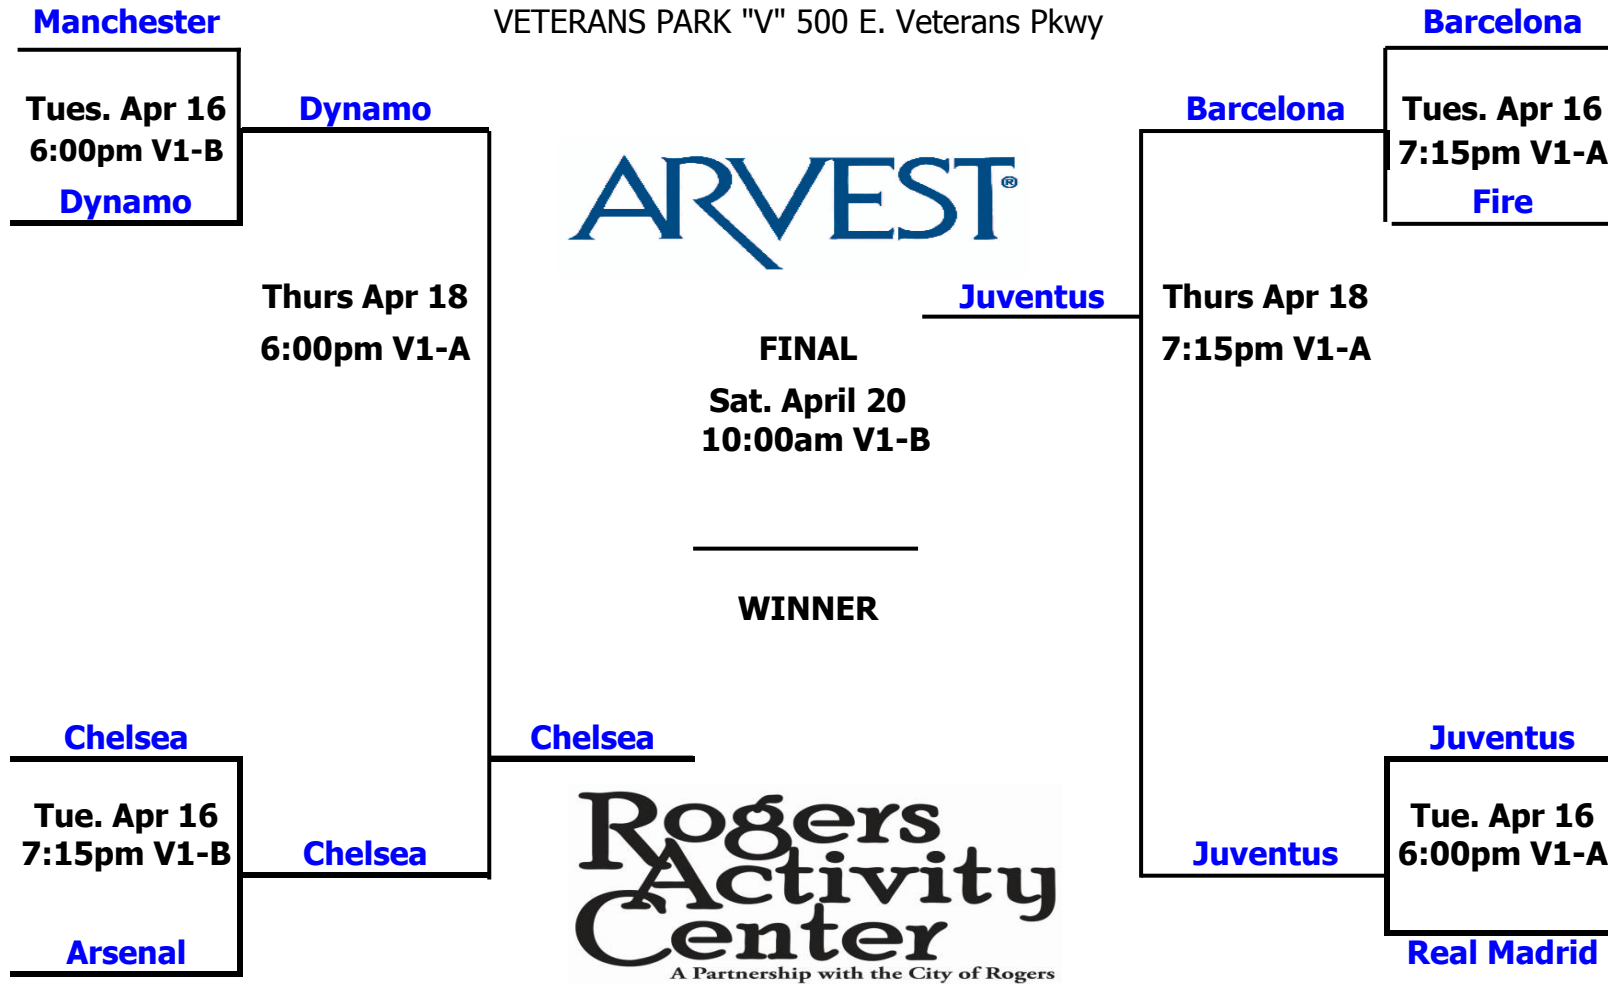 Manchester
VETERANS PARK "V" 500 E. Veterans Pkwy
Barcelona
Tues. Apr 16
6:00pm V1-B
Dynamo
Dynamo
ARVEST®
Barcelona
Tues. Apr 16
7:15pm V1-A
Fire
Thurs Apr 18
6:00pm V1-A
Juventus
Thurs Apr 18
7:15pm V1-A
FINAL
Sat. April 20
10:00am V1-B
WINNER
Chelsea
Chelsea
Juventus
Tue. Apr 16
7:15pm V1-B
Chelsea
Arsenal
Rogers
Activity
Center
A Partnership with the City of Rogers
Juventus
Tue. Apr 16
6:00pm V1-A
Real Madrid